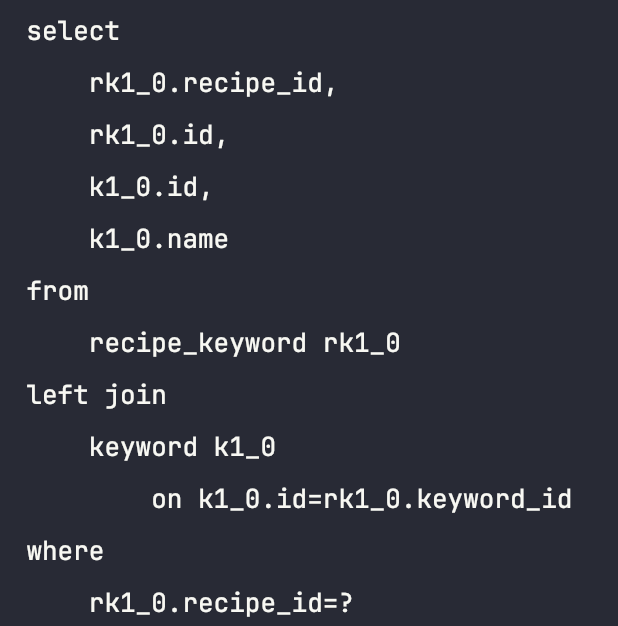 select
    rk1_0.recipe_id,
    rk1_0.id,
    k1_0.id,
    k1_0.name
from
    recipe_keyword rk1_0
left join
    keyword k1_0
        on k1_0.id=rk1_0.keyword_id
where
    rk1_0.recipe_id=?